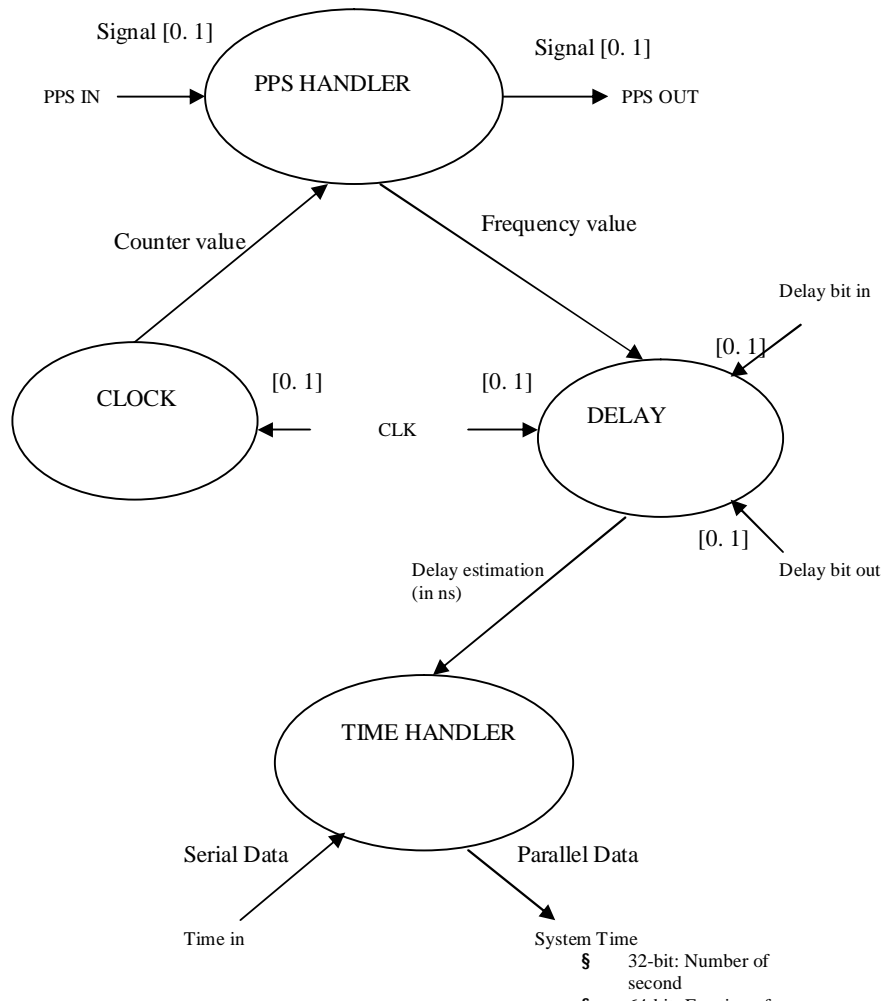 Signal [0. 1]
Signal [0. 1]
PPS IN
PPS HANDLER
PPS OUT
Counter value
Frequency value
Delay bit in
[0. 1]
CLOCK
[0. 1]
CLK
[0. 1]
DELAY
[0. 1]
Delay estimation
(in ns)
Delay bit out
TIME HANDLER
Serial Data
Parallel Data
Time in
System Time
§ 32-bit: Number of
second